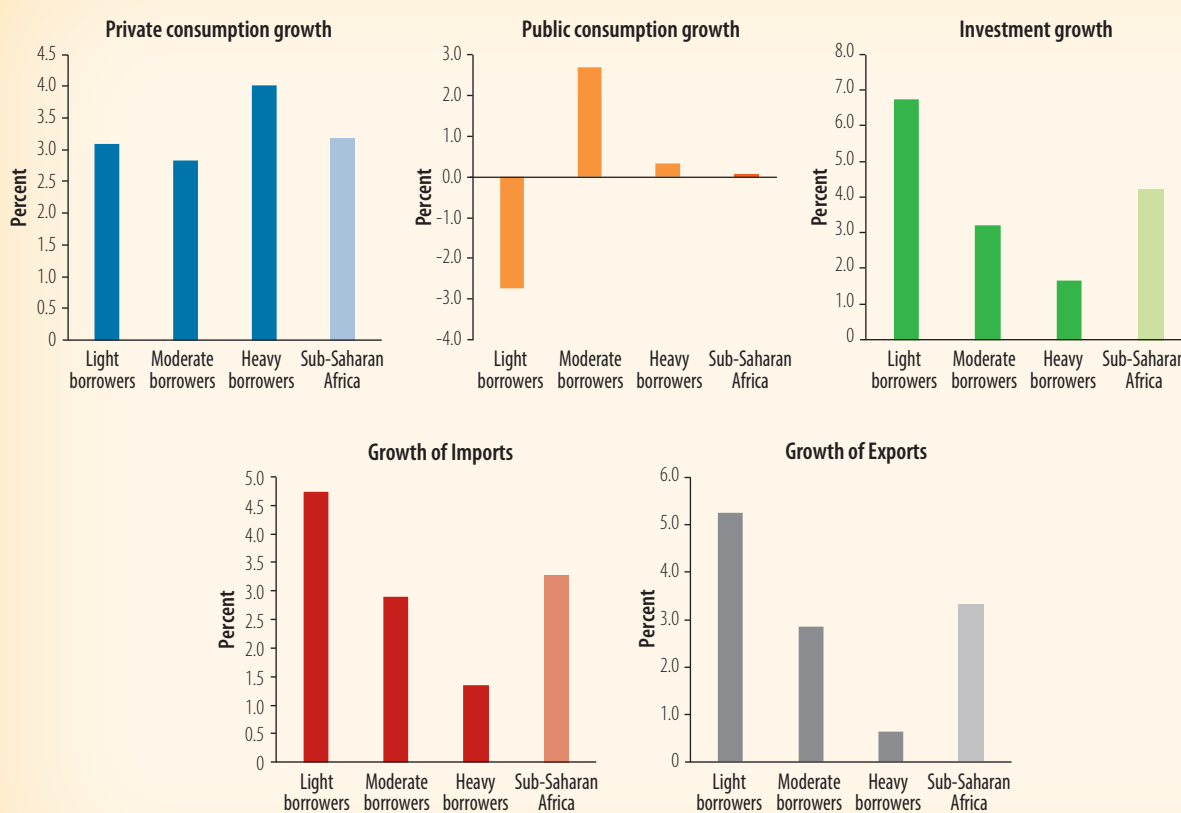 Private consumption growth
Percent
4.5
4.0
3.5
3.0
2.5
2.0
1.5
1.0
0.5
0
Light
borrowers
Moderate
borrowers
Heavy
borrowers
Sub-Saharan
Africa
Public consumption growth
Percent
3.0
2.0
1.0
0.0
-1.0
-2.0
-3.0
-4.0
Light
borrowers
Moderate
borrowers
Heavy
borrowers
Sub-Saharan
Africa
Investment growth
Percent
8.0
7.0
6.0
5.0
4.0
3.0
2.0
1.0
0
Light
borrowers
Moderate
borrowers
Heavy
borrowers
Sub-Saharan
Africa
Growth of Imports
Percent
5.0
4.5
4.0
3.5
3.0
2.5
2.0
1.5
1.0
0.5
0
Light
borrowers
Moderate
borrowers
Heavy
borrowers
Sub-Saharan
Africa
Growth of Exports
Percent
6.0
5.0
4.0
3.0
2.0
1.0
0
Light
borrowers
Moderate
borrowers
Heavy
borrowers
Sub-Saharan
Africa